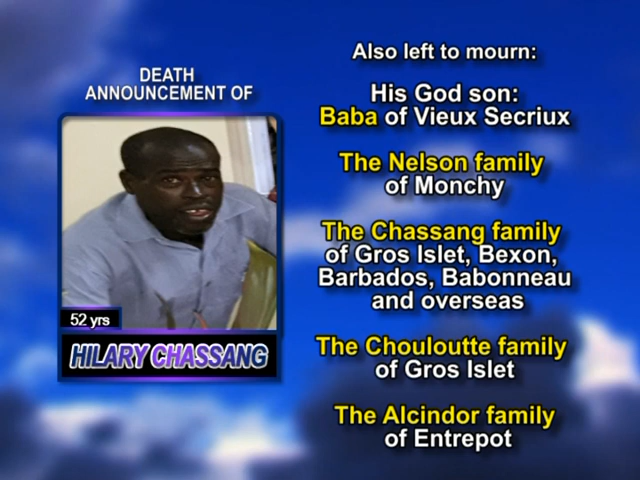 DEATH
ANNOUNCEMENT OF
52 yrs
HILARY CHASSANG
Also left to mourn:
His God son:
Baba of Vieux Secriux
The Nelson family
of Monchy
The Chassang family
of Gros Islet, Bexon,
Barbados, Babonneau
and overseas
The Chouloutte family
of Gros Islet
The Alcindor family
of Entrepot